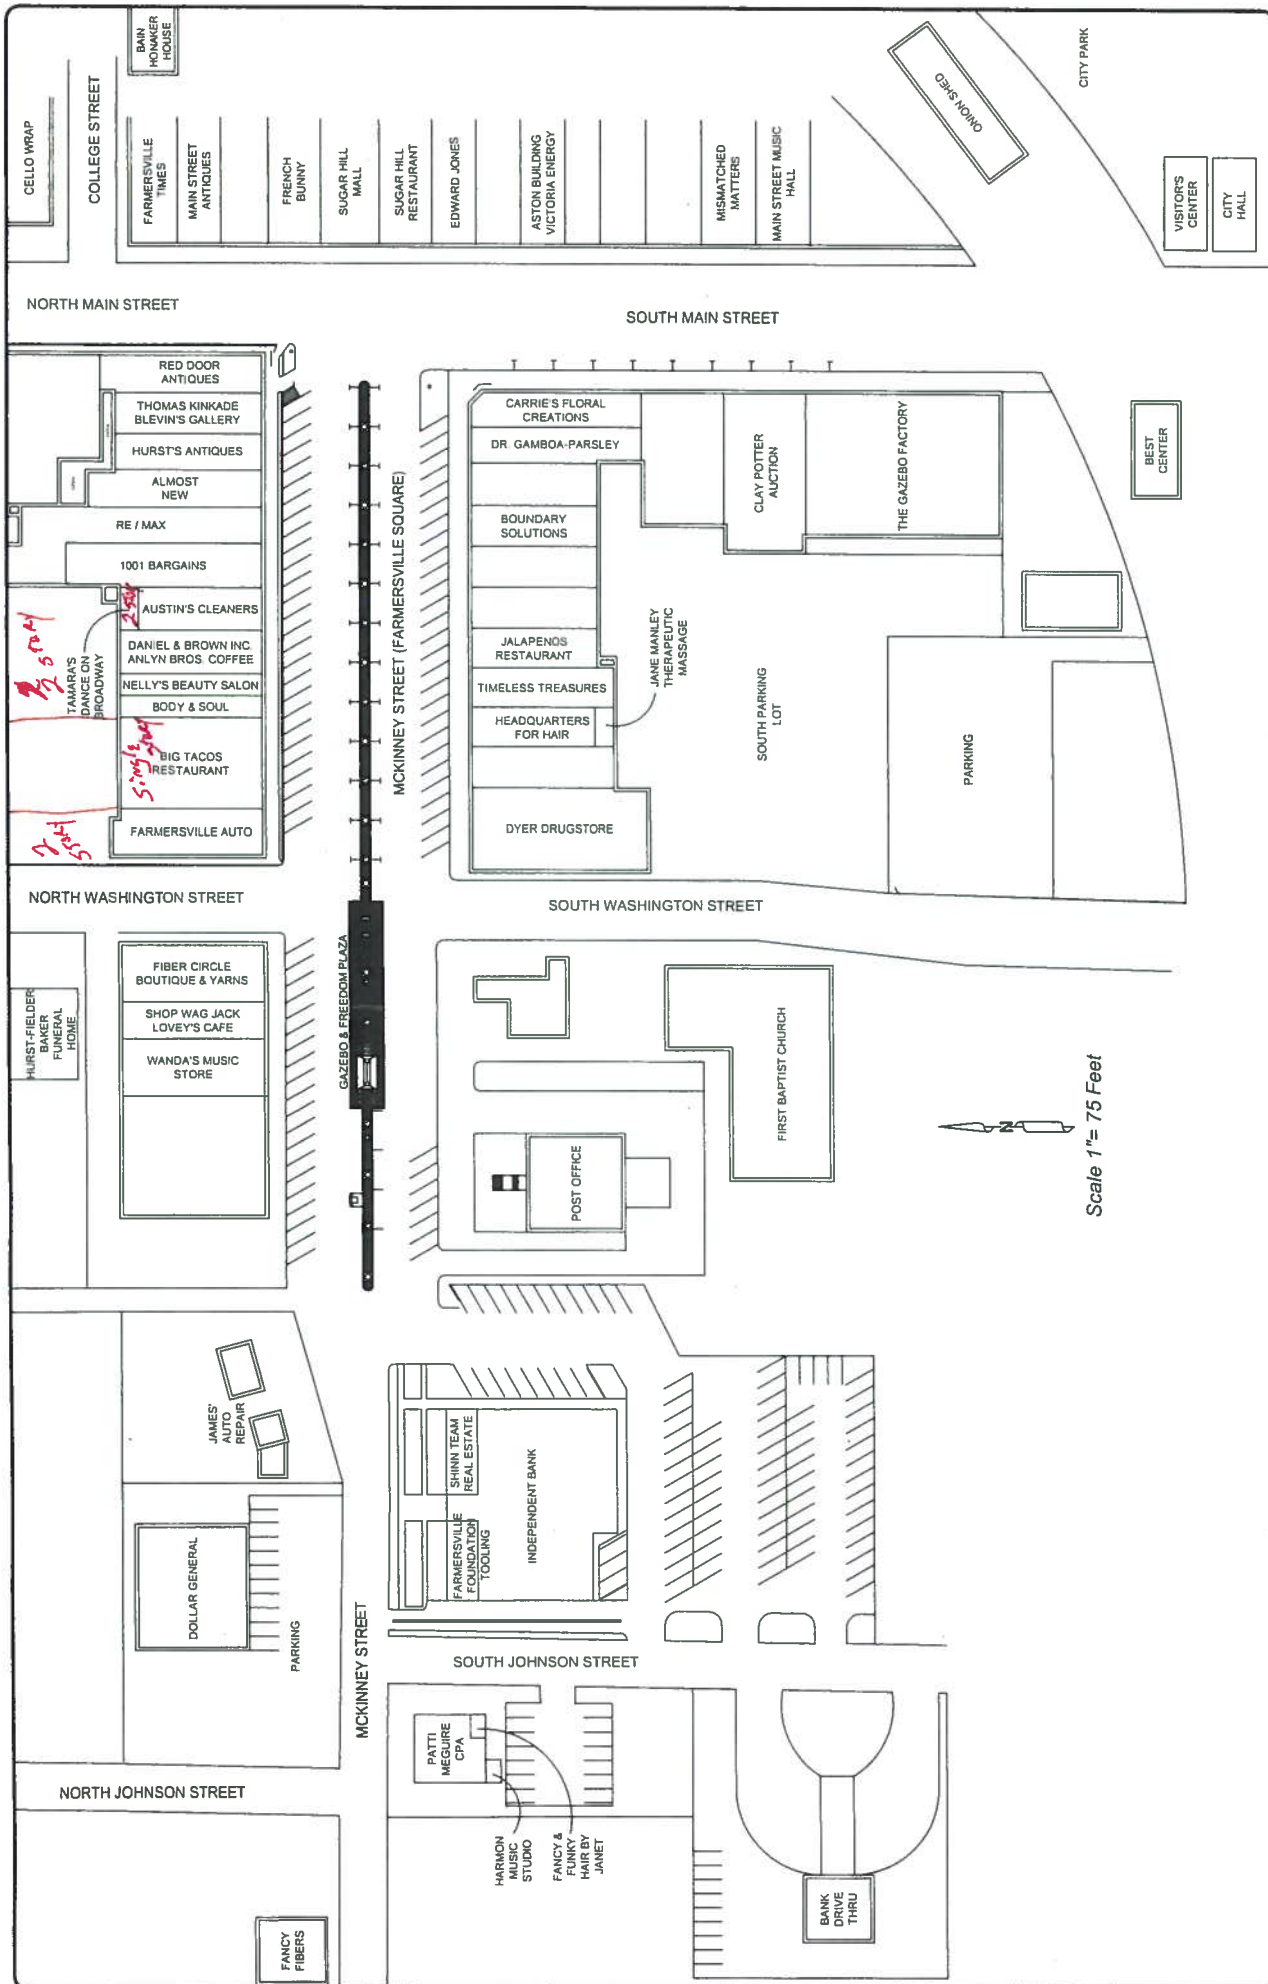 BAIN
HONAKER
HOUSE
CELLO WRAP
COLLEGE STREET
FARMERSVILLE
TIMES
MAIN STREET
ANTIQUES
FRENCH
BUNNY
SUGAR HILL
MALL
SUGAR HILL
RESTAURANT
EDWARD JONES
ASTON BUILDING
VICTORIA ENERGY
MISMATCHED
MATTERS
MAIN STREET MUSIC
HALL
ONION SHED
CITY PARK
VISITOR'S
CENTER
CITY
HALL
NORTH MAIN STREET
SOUTH MAIN STREET
RED DOOR
ANTIQUES
THOMAS KINKADE
BLEVIN'S GALLERY
HURST'S ANTIQUES
ALMOST
NEW
RE / MAX
1001 BARGAINS
AUSTIN'S CLEANERS
DANIEL & BROWN INC.
ANLYN BROS. COFFEE
NELLY'S BEAUTY SALON
BODY & SOUL
BIG TACOS
RESTAURANT
FARMERSVILLE AUTO
TAMARA'S
DANCE ON
BROADWAY
2 story
single
story
2
story
MCKINNEY STREET (FARMERSVILLE SQUARE)
CARRIE'S FLORAL
CREATIONS
DR. GAMBOA-PARSLEY
BOUNDARY
SOLUTIONS
JALAPENOS
RESTAURANT
TIMELESS TREASURES
HEADQUARTERS
FOR HAIR
DYER DRUGSTORE
JANE MANLEY
THERAPEUTIC
MASSAGE
CLAY POTTER
AUCTION
THE GAZEBO FACTORY
BEST
CENTER
SOUTH PARKING
LOT
PARKING
NORTH WASHINGTON STREET
SOUTH WASHINGTON STREET
HURST-FIELDER
BAKER
FUNERAL
HOME
FIBER CIRCLE
BOUTIQUE & YARNS
SHOP WAG JACK
LOVEY'S CAFE
WANDA'S MUSIC
STORE
GAZEBO & FREEDOM PLAZA
POST OFFICE
FIRST BAPTIST CHURCH
N
Scale 1"= 75 Feet
JAMES'
AUTO
REPAIR
DOLLAR GENERAL
PARKING
MCKINNEY STREET
SHINN TEAM
REAL ESTATE
FARMERSVILLE
FOUNDATION
TOOLING
INDEPENDENT BANK
SOUTH JOHNSON STREET
NORTH JOHNSON STREET
PATTI
MEGUIRE
CPA
HARMON
MUSIC
STUDIO
FANCY &
FUNKY
HAIR BY
JANET
BANK
DRIVE
THRU
FANCY
FIBERS